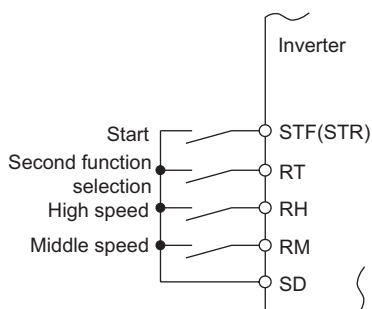 Inverter
Start
STF(STR)
Second function
selection
RT
High speed
RH
Middle speed
RM
SD